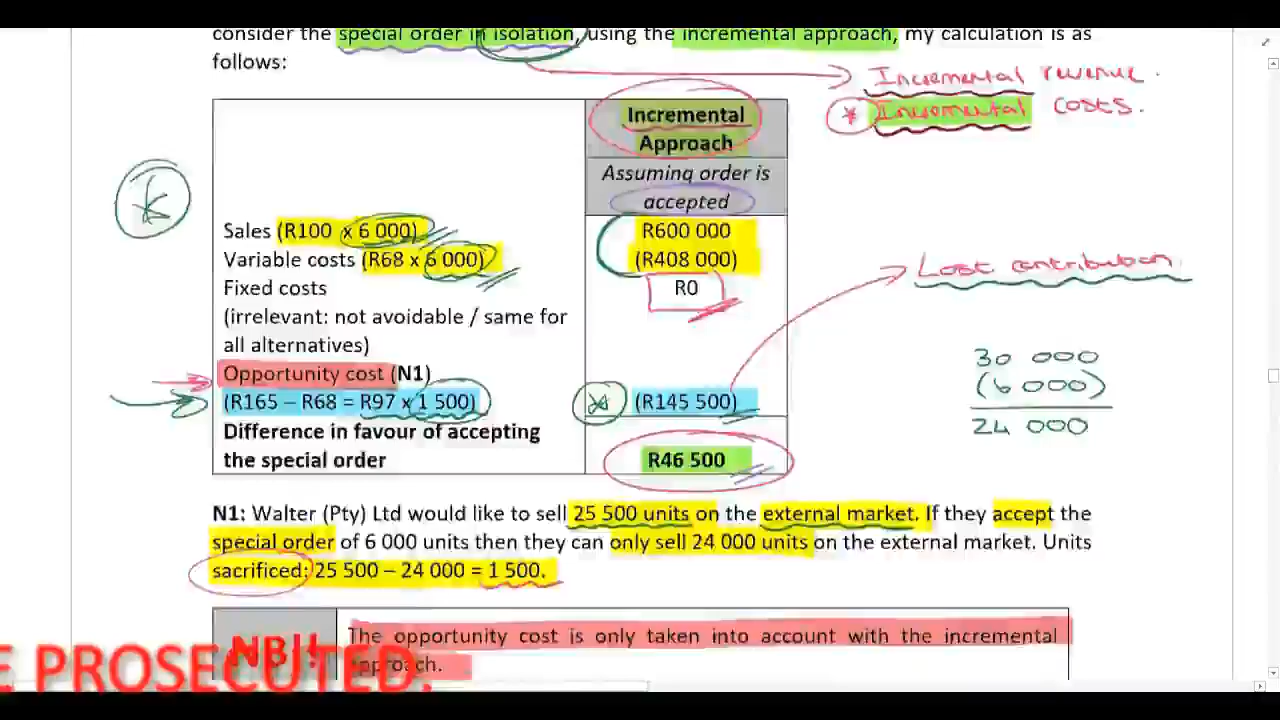 consider the special order in isolation, using the incremental approach, my calculation is as
follows:
Incremental revenue.
* Incremental costs.
Incremental
Approach
Assuming order is
accepted
Sales (R100 x 6 000) R600 000
Variable costs (R68 x 6 000) (R408 000)
Fixed costs R0
(irrelevant: not avoidable / same for
all alternatives)
Opportunity cost (N1)
(R165 – R68 = R97 x 1 500) (R145 500)
Difference in favour of accepting
the special order R46 500
Lost contribution
30 000
(6 000)
24 000
N1: Walter (Pty) Ltd would like to sell 25 500 units on the external market. If they accept the
special order of 6 000 units then they can only sell 24 000 units on the external market. Units
sacrificed: 25 500 – 24 000 = 1 500.
NB!!
The opportunity cost is only taken into account with the incremental
approach.
E PROSECUTED.